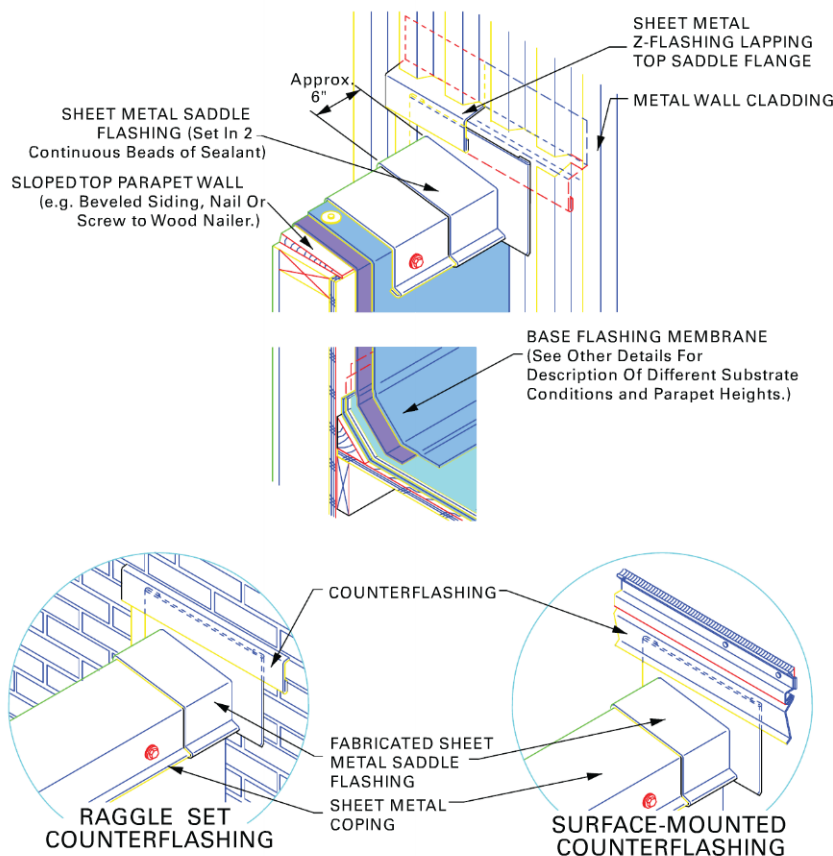 SHEET METAL
Z-FLASHING LAPPING
TOP SADDLE FLANGE
Approx.
6"
METAL WALL CLADDING
SHEET METAL SADDLE
FLASHING (Set In 2
Continuous Beads of Sealant)
SLOPED TOP PARAPET WALL
(e.g. Beveled Siding, Nail Or
Screw to Wood Nailer.)
BASE FLASHING MEMBRANE
(See Other Details For
Description Of Different Substrate
Conditions and Parapet Heights.)
COUNTERFLASHING
FABRICATED SHEET
METAL SADDLE
FLASHING
SHEET METAL
COPING
RAGGLE SET
COUNTERFLASHING
SURFACE-MOUNTED
COUNTERFLASHING